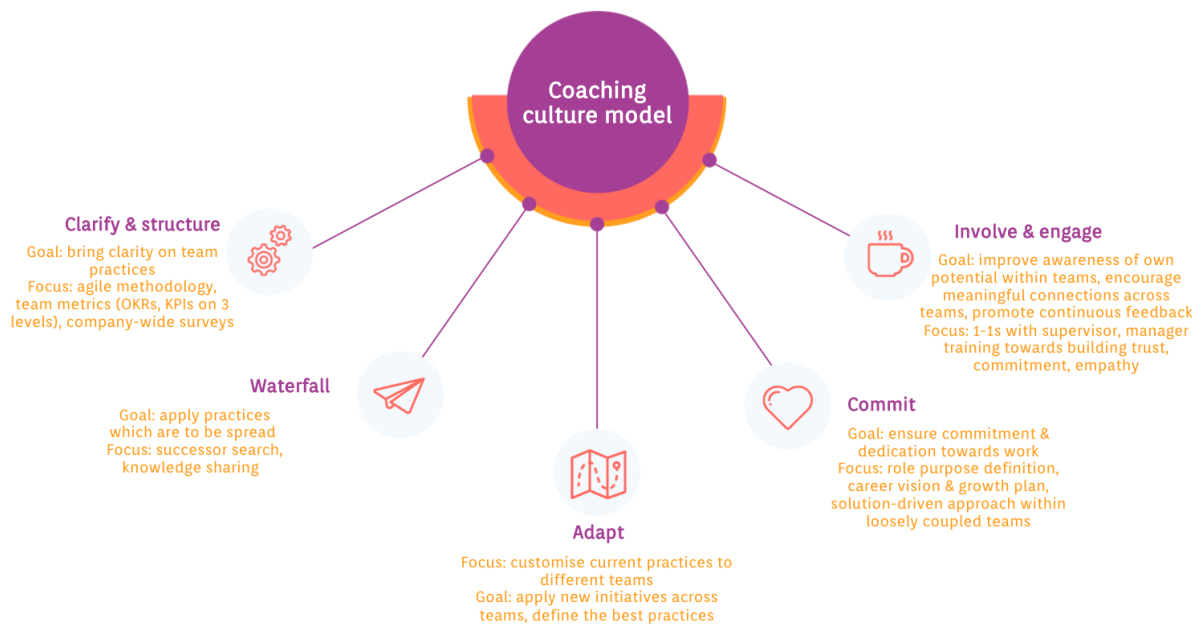 Coaching
culture model
Clarify & structure
Goal: bring clarity on team
practices
Focus: agile methodology,
team metrics (OKRs, KPIs on 3
levels), company-wide surveys
Waterfall
Goal: apply practices
which are to be spread
Focus: successor search,
knowledge sharing
Adapt
Focus: customise current practices to
different teams
Goal: apply new initiatives across
teams, define the best practices
Commit
Goal: ensure commitment &
dedication towards work
Focus: role purpose definition,
career vision & growth plan,
solution-driven approach within
loosely coupled teams
Involve & engage
Goal: improve awareness of own
potential within teams, encourage
meaningful connections across
teams, promote continuous feedback
Focus: 1-1s with supervisor, manager
training towards building trust,
commitment, empathy